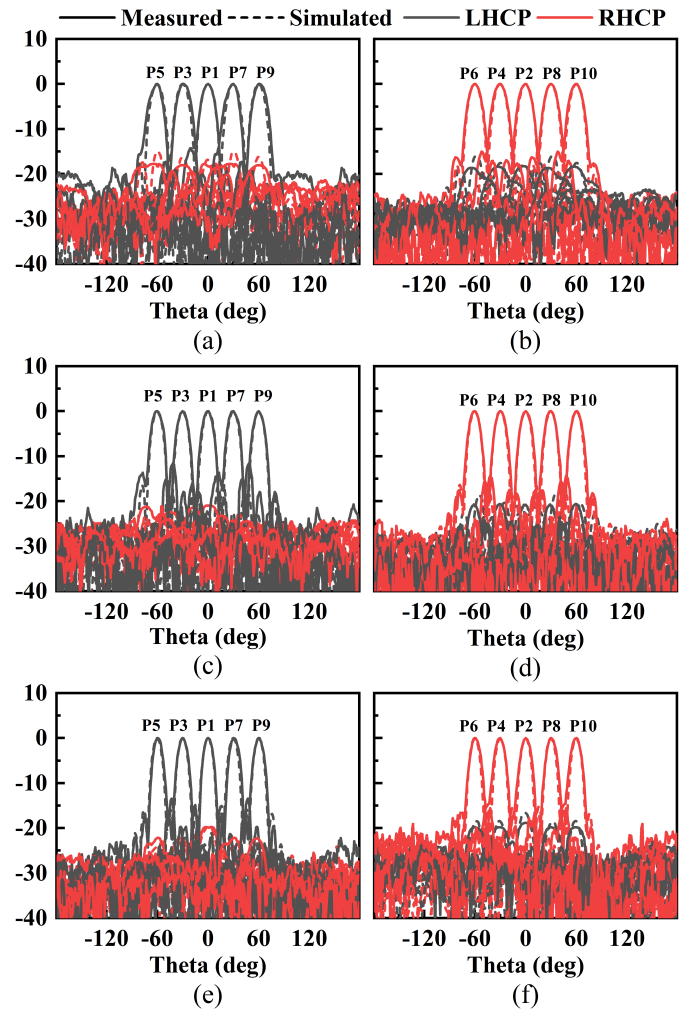 Measured Simulated LHCP RHCP
10
0
-10
-20
-30
-40
P5 P3 P1 P7 P9
-120 -60 0 60 120
Theta (deg)
(a)
P6 P4 P2 P8 P10
-120 -60 0 60 120
Theta (deg)
(b)
10
0
-10
-20
-30
-40
P5 P3 P1 P7 P9
-120 -60 0 60 120
Theta (deg)
(c)
P6 P4 P2 P8 P10
-120 -60 0 60 120
Theta (deg)
(d)
10
0
-10
-20
-30
-40
P5 P3 P1 P7 P9
-120 -60 0 60 120
Theta (deg)
(e)
P6 P4 P2 P8 P10
-120 -60 0 60 120
Theta (deg)
(f)